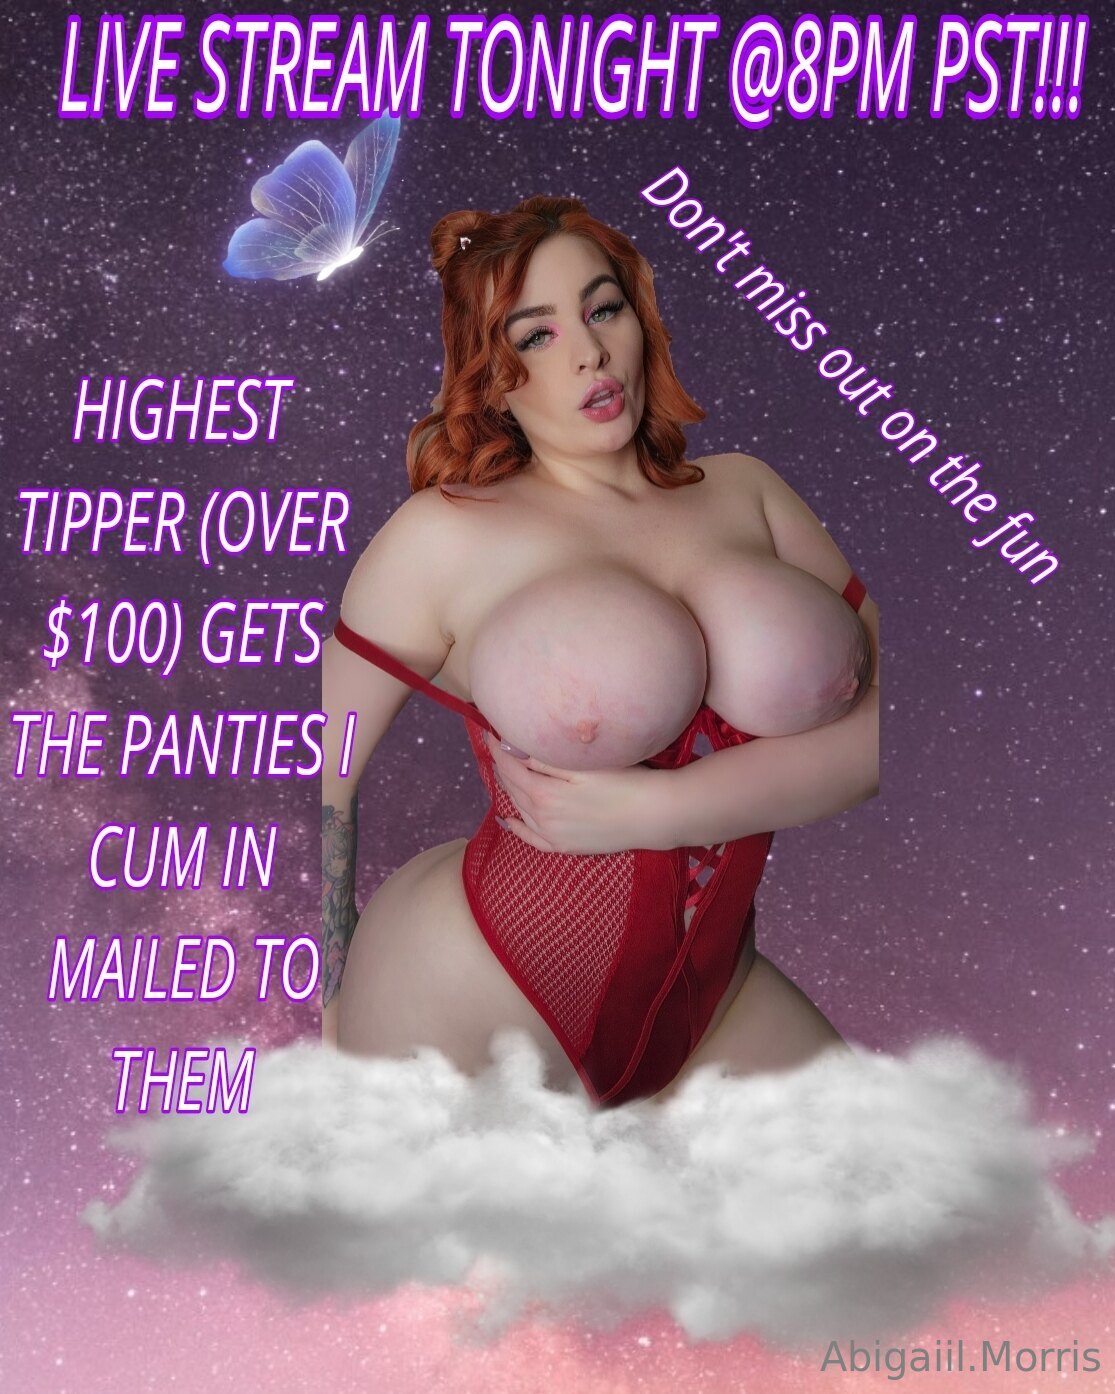 LIVE STREAM TONIGHT @8PM PST!!!
Don't miss out on the fun
HIGHEST
TIPPER (OVER
$100) GETS
THE PANTIES I
CUM IN
MAILED TO
THEM
Abigaiil.Morris